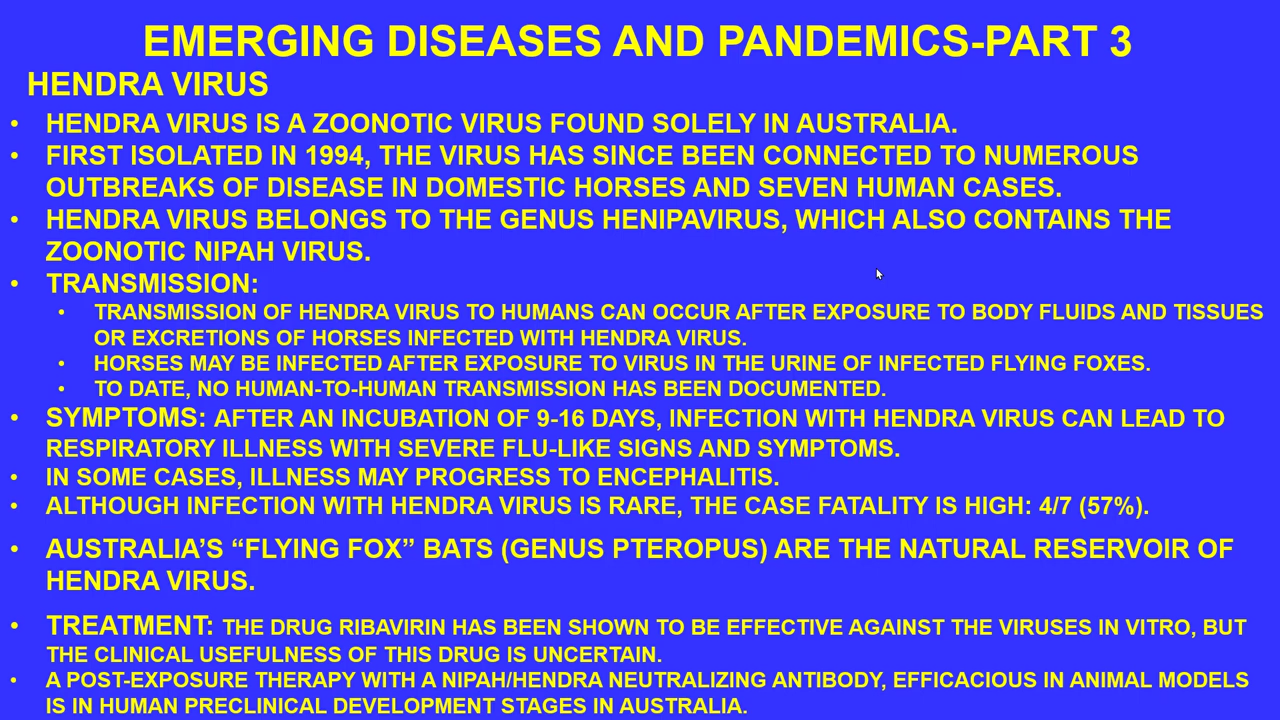 EMERGING DISEASES AND PANDEMICS-PART 3
HENDRA VIRUS
• HENDRA VIRUS IS A ZOONOTIC VIRUS FOUND SOLELY IN AUSTRALIA.
• FIRST ISOLATED IN 1994, THE VIRUS HAS SINCE BEEN CONNECTED TO NUMEROUS
OUTBREAKS OF DISEASE IN DOMESTIC HORSES AND SEVEN HUMAN CASES.
• HENDRA VIRUS BELONGS TO THE GENUS HENIPAVIRUS, WHICH ALSO CONTAINS THE
ZOONOTIC NIPAH VIRUS.
• TRANSMISSION:
• TRANSMISSION OF HENDRA VIRUS TO HUMANS CAN OCCUR AFTER EXPOSURE TO BODY FLUIDS AND TISSUES
OR EXCRETIONS OF HORSES INFECTED WITH HENDRA VIRUS.
• HORSES MAY BE INFECTED AFTER EXPOSURE TO VIRUS IN THE URINE OF INFECTED FLYING FOXES.
• TO DATE, NO HUMAN-TO-HUMAN TRANSMISSION HAS BEEN DOCUMENTED.
• SYMPTOMS: AFTER AN INCUBATION OF 9-16 DAYS, INFECTION WITH HENDRA VIRUS CAN LEAD TO
RESPIRATORY ILLNESS WITH SEVERE FLU-LIKE SIGNS AND SYMPTOMS.
• IN SOME CASES, ILLNESS MAY PROGRESS TO ENCEPHALITIS.
• ALTHOUGH INFECTION WITH HENDRA VIRUS IS RARE, THE CASE FATALITY IS HIGH: 4/7 (57%).
• AUSTRALIA’S “FLYING FOX” BATS (GENUS PTEROPUS) ARE THE NATURAL RESERVOIR OF
HENDRA VIRUS.
• TREATMENT: THE DRUG RIBAVIRIN HAS BEEN SHOWN TO BE EFFECTIVE AGAINST THE VIRUSES IN VITRO, BUT
THE CLINICAL USEFULNESS OF THIS DRUG IS UNCERTAIN.
• A POST-EXPOSURE THERAPY WITH A NIPAH/HENDRA NEUTRALIZING ANTIBODY, EFFICACIOUS IN ANIMAL MODELS
IS IN HUMAN PRECLINICAL DEVELOPMENT STAGES IN AUSTRALIA.